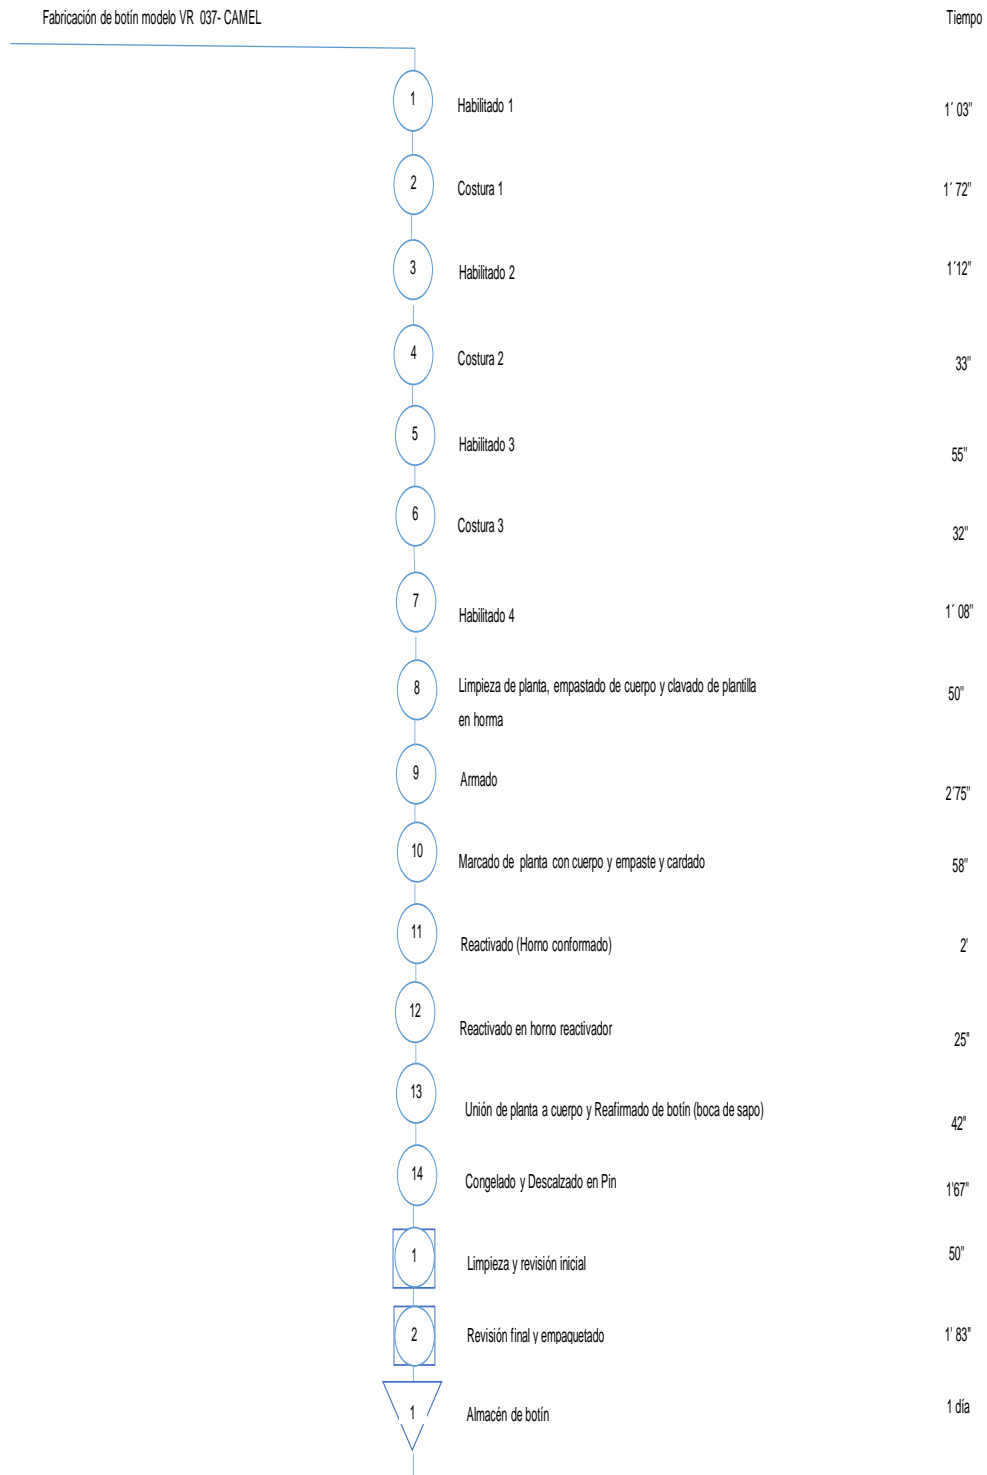 Fabricación de botín modelo VR 037- CAMEL Tiempo
1 Habilitado 1 1´ 03"
2 Costura 1 1´ 72"
3 Habilitado 2 1´12"
4 Costura 2 33"
5 Habilitado 3 55"
6 Costura 3 32"
7 Habilitado 4 1´ 08"
8 Limpieza de planta, empastado de cuerpo y clavado de plantilla 50"
en horma
9 Armado 2´75"
10 Marcado de planta con cuerpo y empaste y cardado 58"
11 Reactivado (Horno conformado) 2'
12 Reactivado en horno reactivador 25"
13 Unión de planta a cuerpo y Reafirmado de botín (boca de sapo) 42"
14 Congelado y Descalzado en Pin 1'67"
1 Limpieza y revisión inicial 50"
2 Revisión final y empaquetado 1' 83"
1 Almacén de botín 1 día